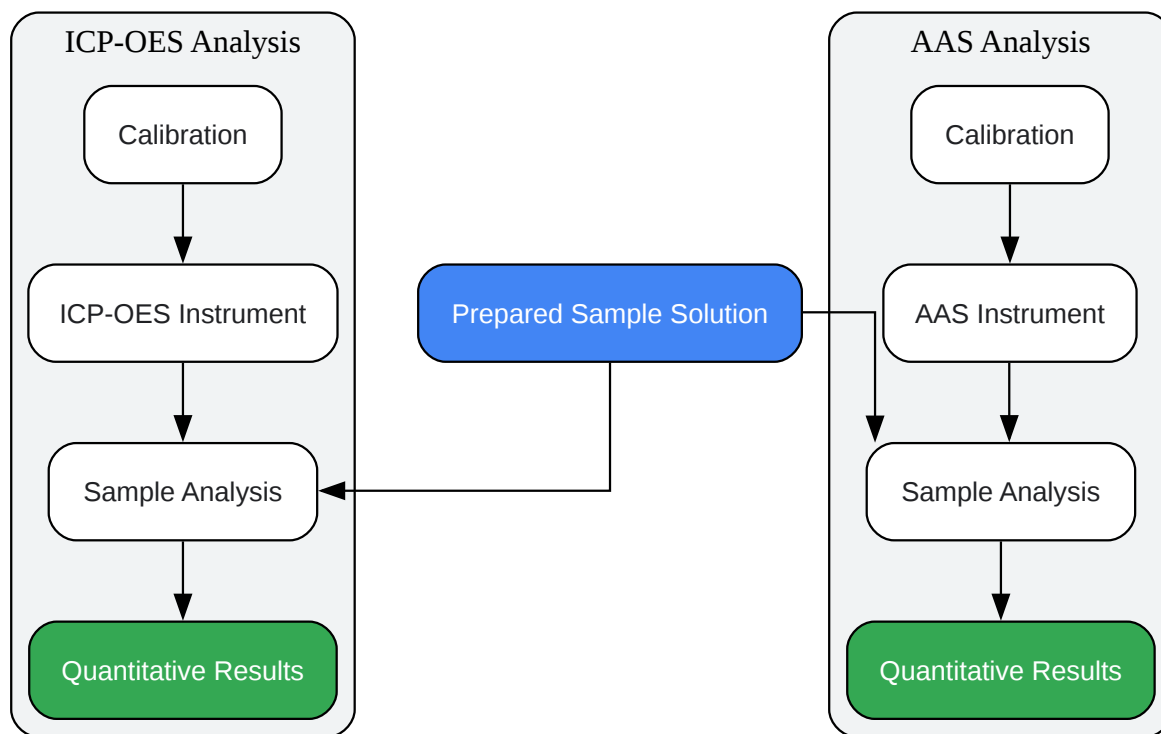 ICP-OES Analysis
Calibration
ICP-OES Instrument
Sample Analysis
Quantitative Results
Prepared Sample Solution
AAS Analysis
Calibration
AAS Instrument
Sample Analysis
Quantitative Results